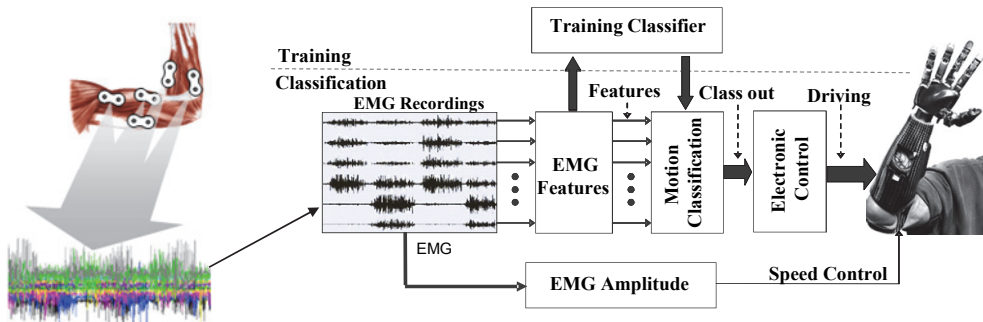 Training Classifier
Training
Classification
EMG Recordings
Features
Class out
Driving
EMG
Features
Motion
Classification
Electronic
Control
EMG
EMG Amplitude
Speed Control